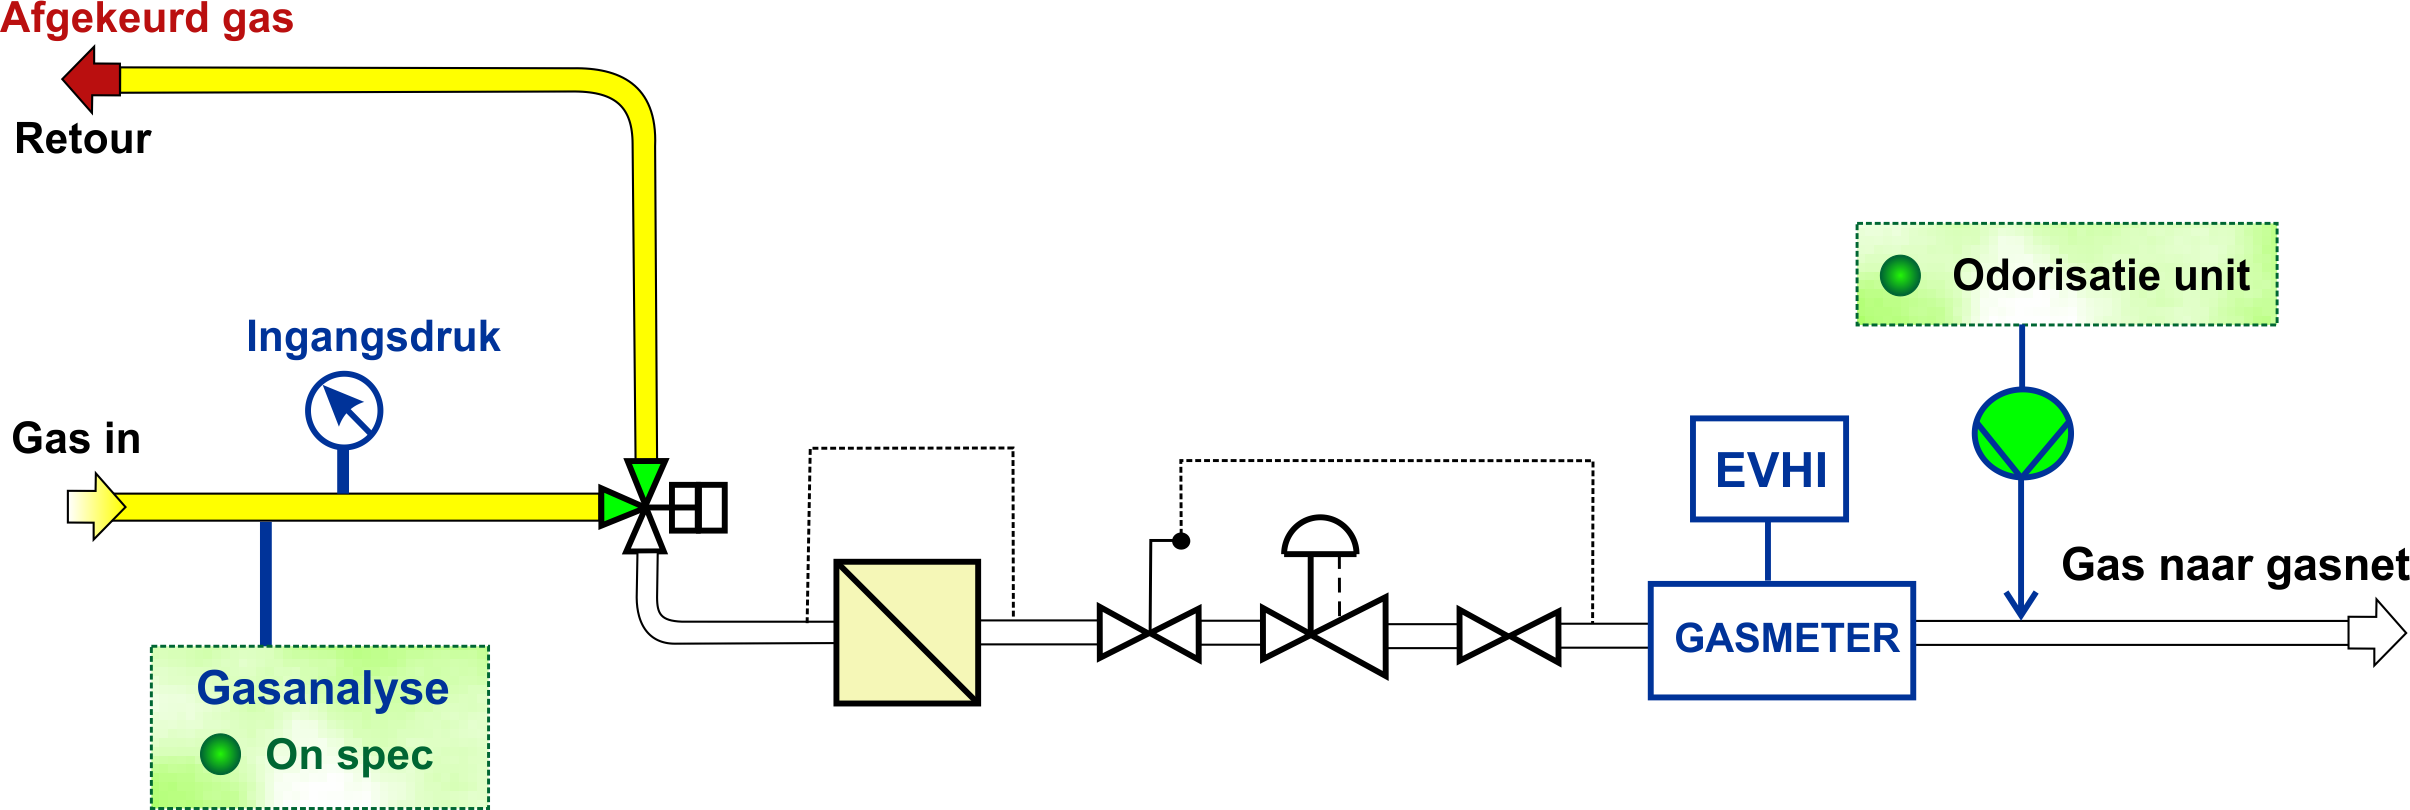 Afgekeurd gas
Retour
Ingangsdruk
Gas in
Gasanalyse
On spec
Odorisatie unit
EVHI
GASMETER
Gas naar gasnet